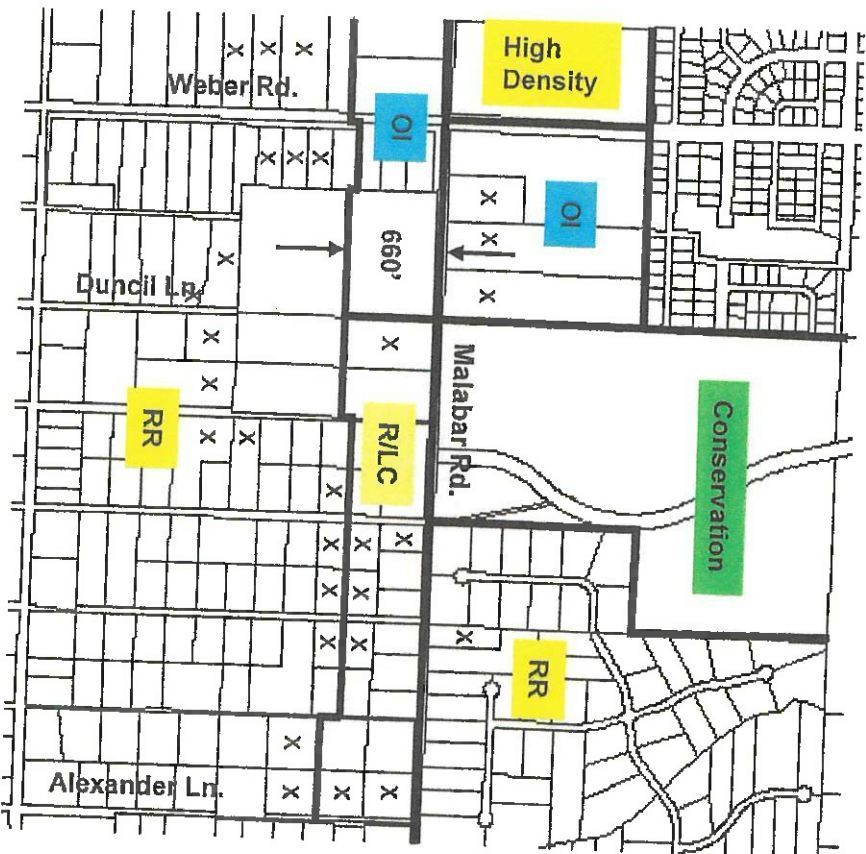 High
Density
X X X
Weber Rd.
OI
X X X
X
OI
X
660'
X
Duncil Ln.
X
X
X
X
Malabar Rd.
X
Conservation
RR
X X
R/LC
X
X X X
X X
X X X
RR
X
Alexander Ln.
X X X